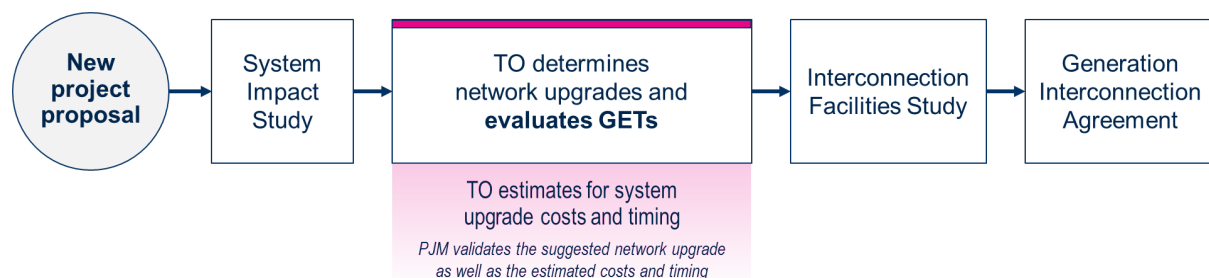 New
project
proposal
System
Impact
Study
TO determines
network upgrades and
evaluates GETs
TO estimates for system
upgrade costs and timing
PJM validates the suggested network upgrade
as well as the estimated costs and timing
Interconnection
Facilities Study
Generation
Interconnection
Agreement